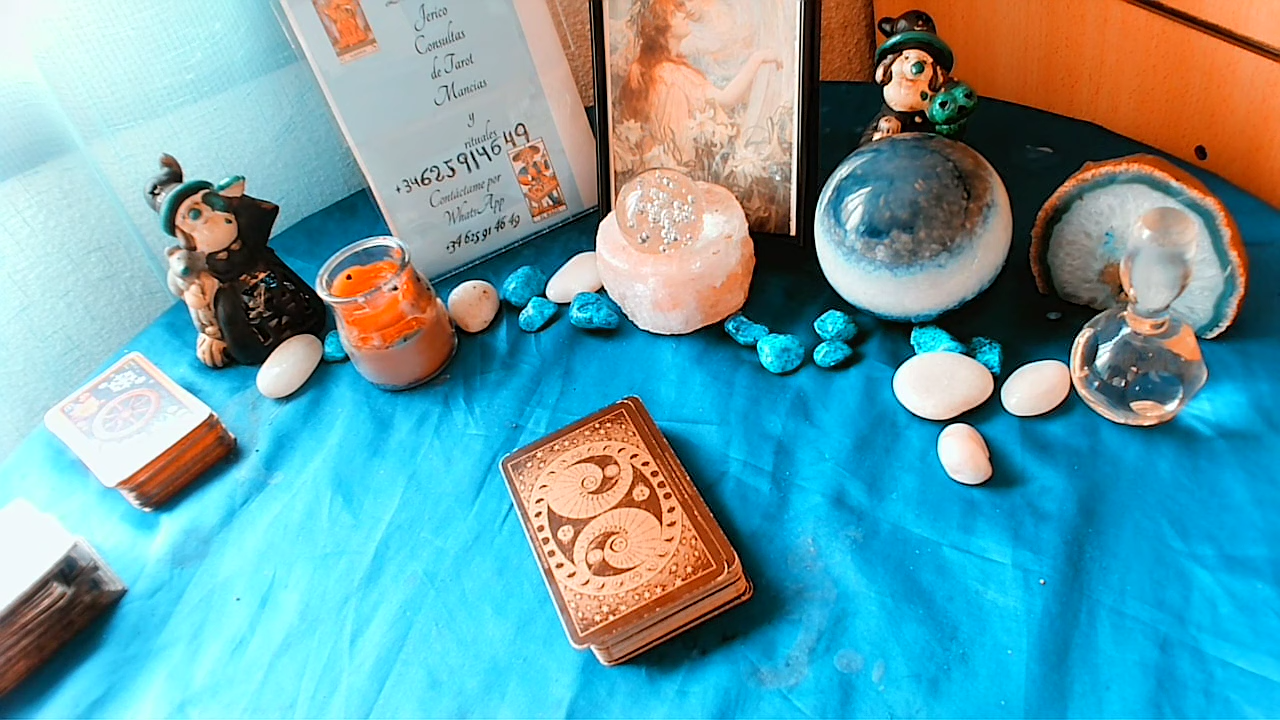 Jerico
Consultas
de Tarot
Mancias
y
rituales
+34625914649
Contáctame por
WhatsApp
+34 625 91 46 49